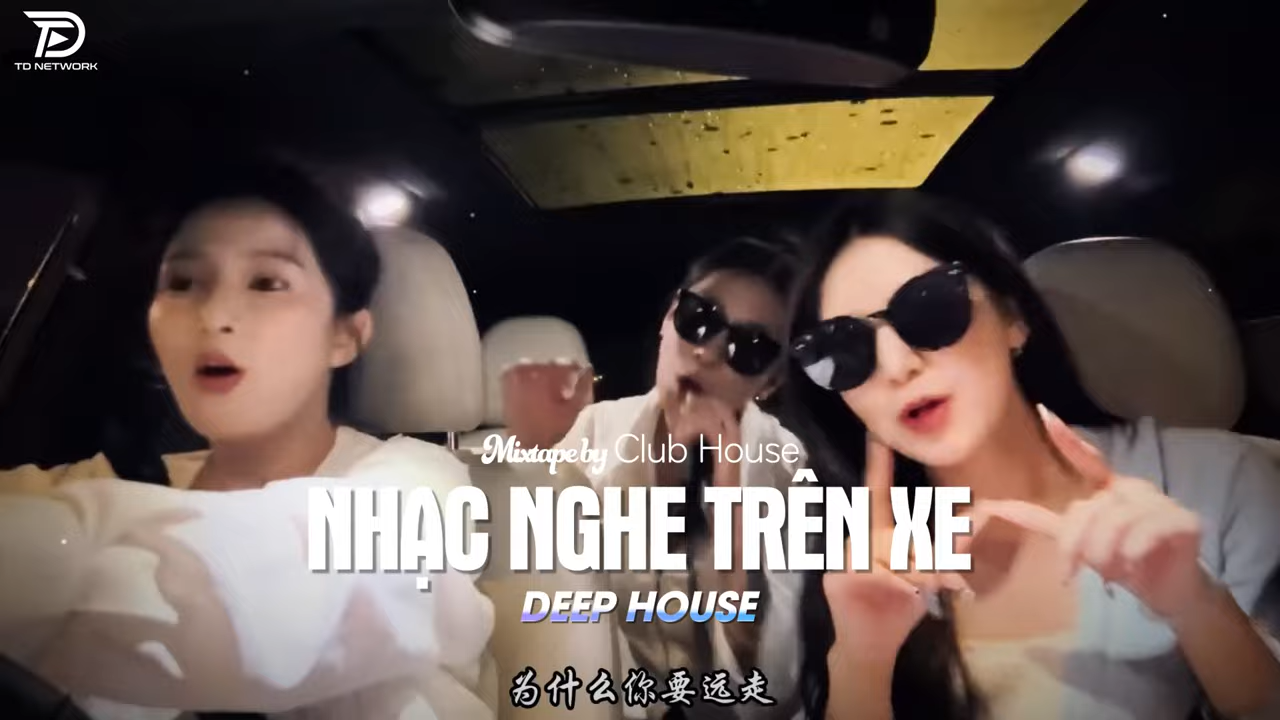 TD NETWORK
Mixtape by Club House
NHẠC NGHE TRÊN XE
DEEP HOUSE
为什么你要远走